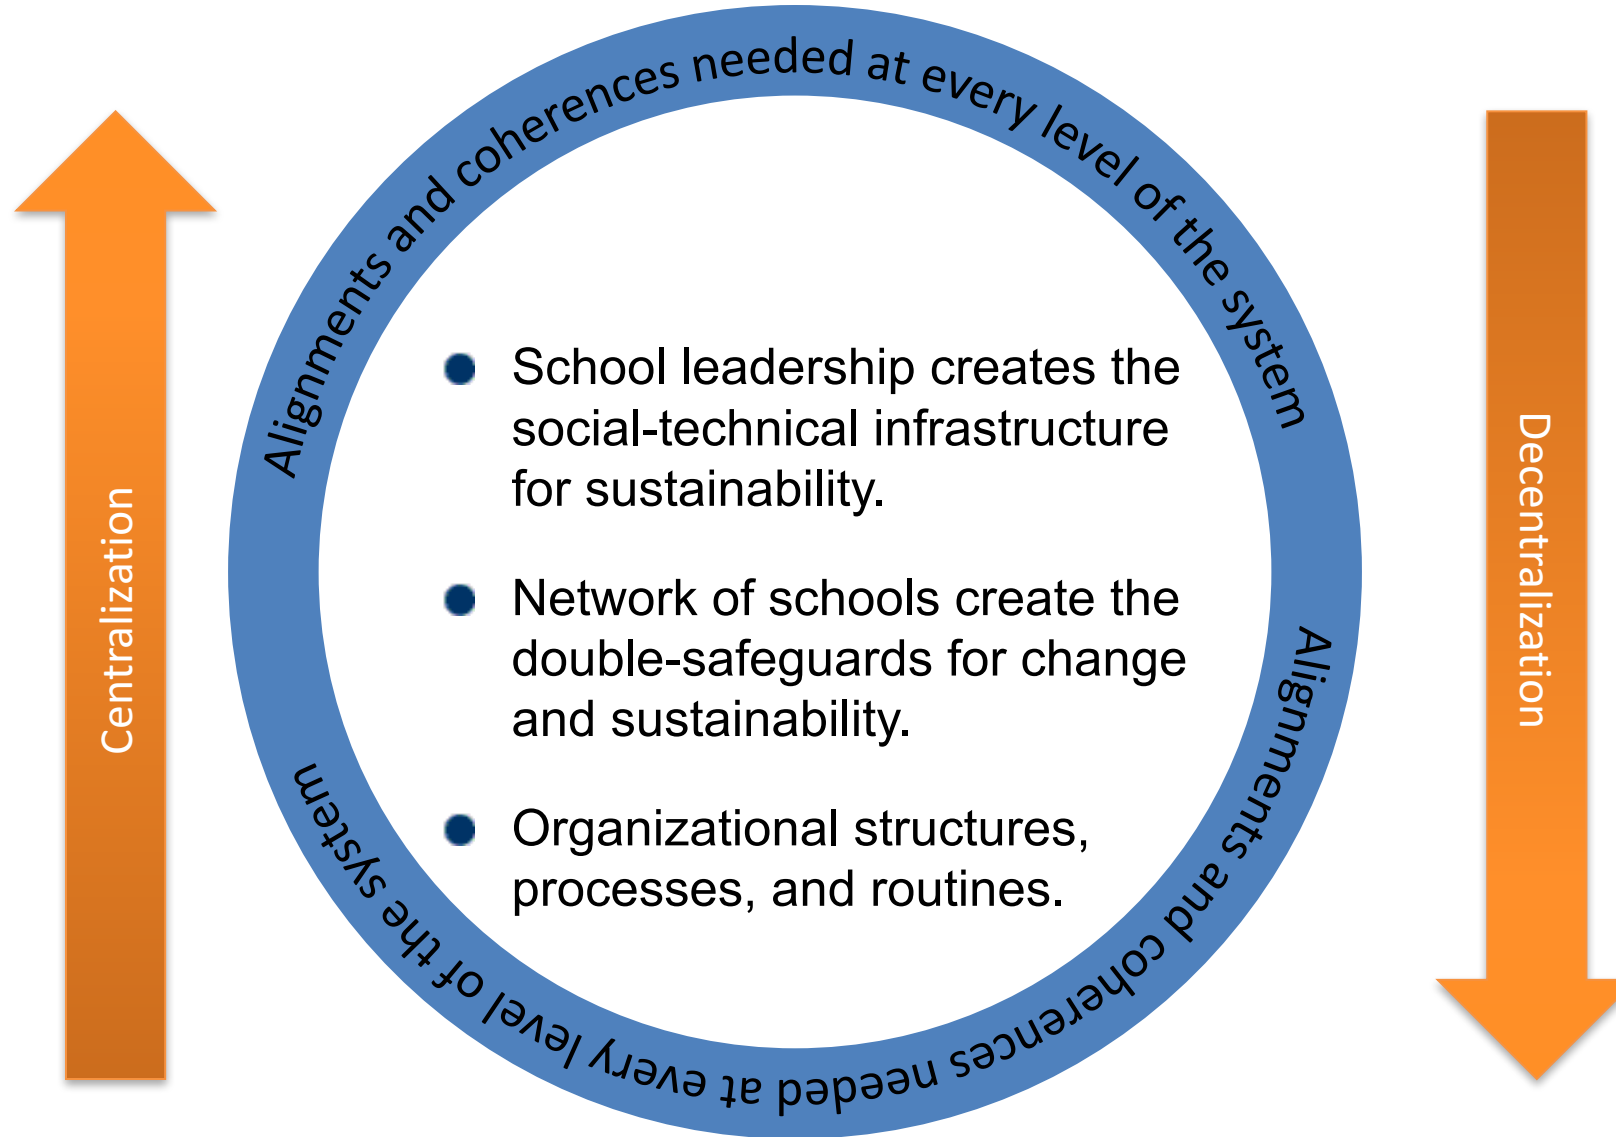 Alignments and coherences needed at every level of the system
Centralization
School leadership creates the
social-technical infrastructure
for sustainability.
Network of schools create the
double-safeguards for change
and sustainability.
Organizational structures,
processes, and routines.
Decentralization
Alignments and coherences needed at every level of the system